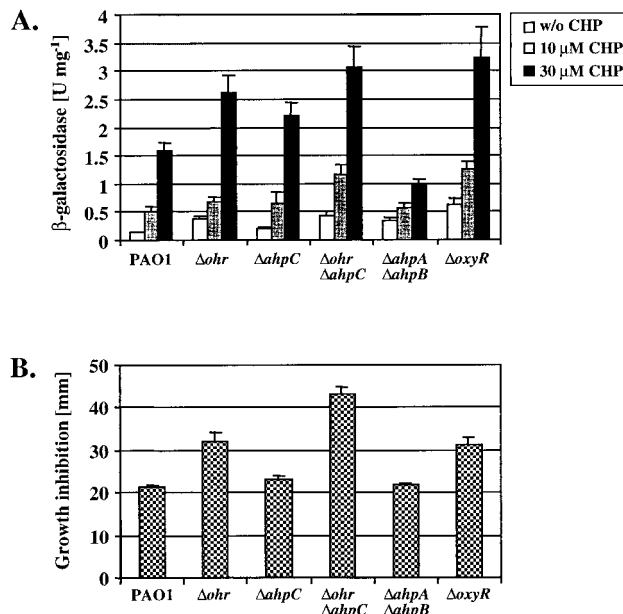 A.
β-galactosidase [U mg-1]
4
3.5
3
2.5
2
1.5
1
0.5
0
PAO1 Δohr ΔahpC Δohr ΔahpA ΔoxyR
ΔahpC ΔahpB
w/o CHP
10 μM CHP
30 μM CHP
B.
Growth inhibition [mm]
50
40
30
20
10
0
PAO1 Δohr ΔahpC Δohr ΔahpA ΔoxyR
ΔahpC ΔahpB